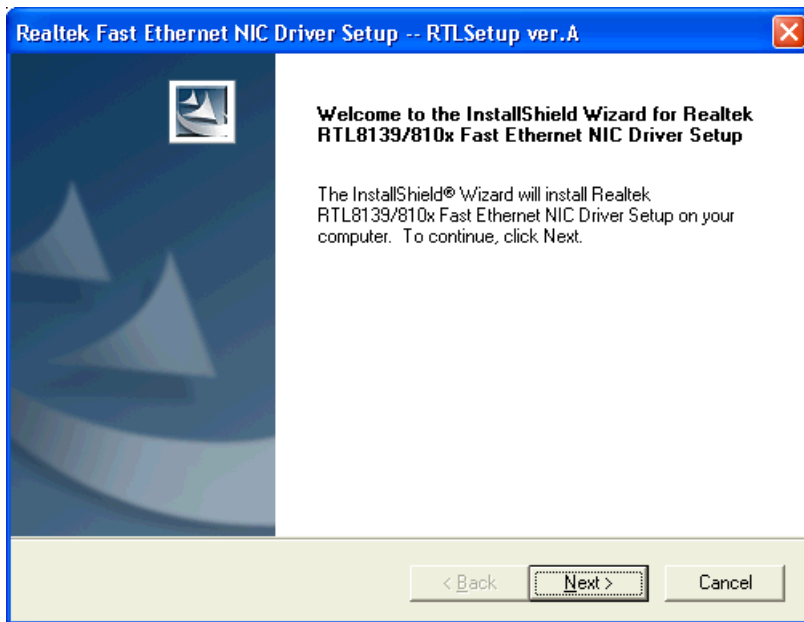 Realtek Fast Ethernet NIC Driver Setup -- RTLSetup ver.A
Welcome to the InstallShield Wizard for Realtek
RTL8139/810x Fast Ethernet NIC Driver Setup
The InstallShield® Wizard will install Realtek
RTL8139/810x Fast Ethernet NIC Driver Setup on your
computer. To continue, click Next.
< Back
Next >
Cancel